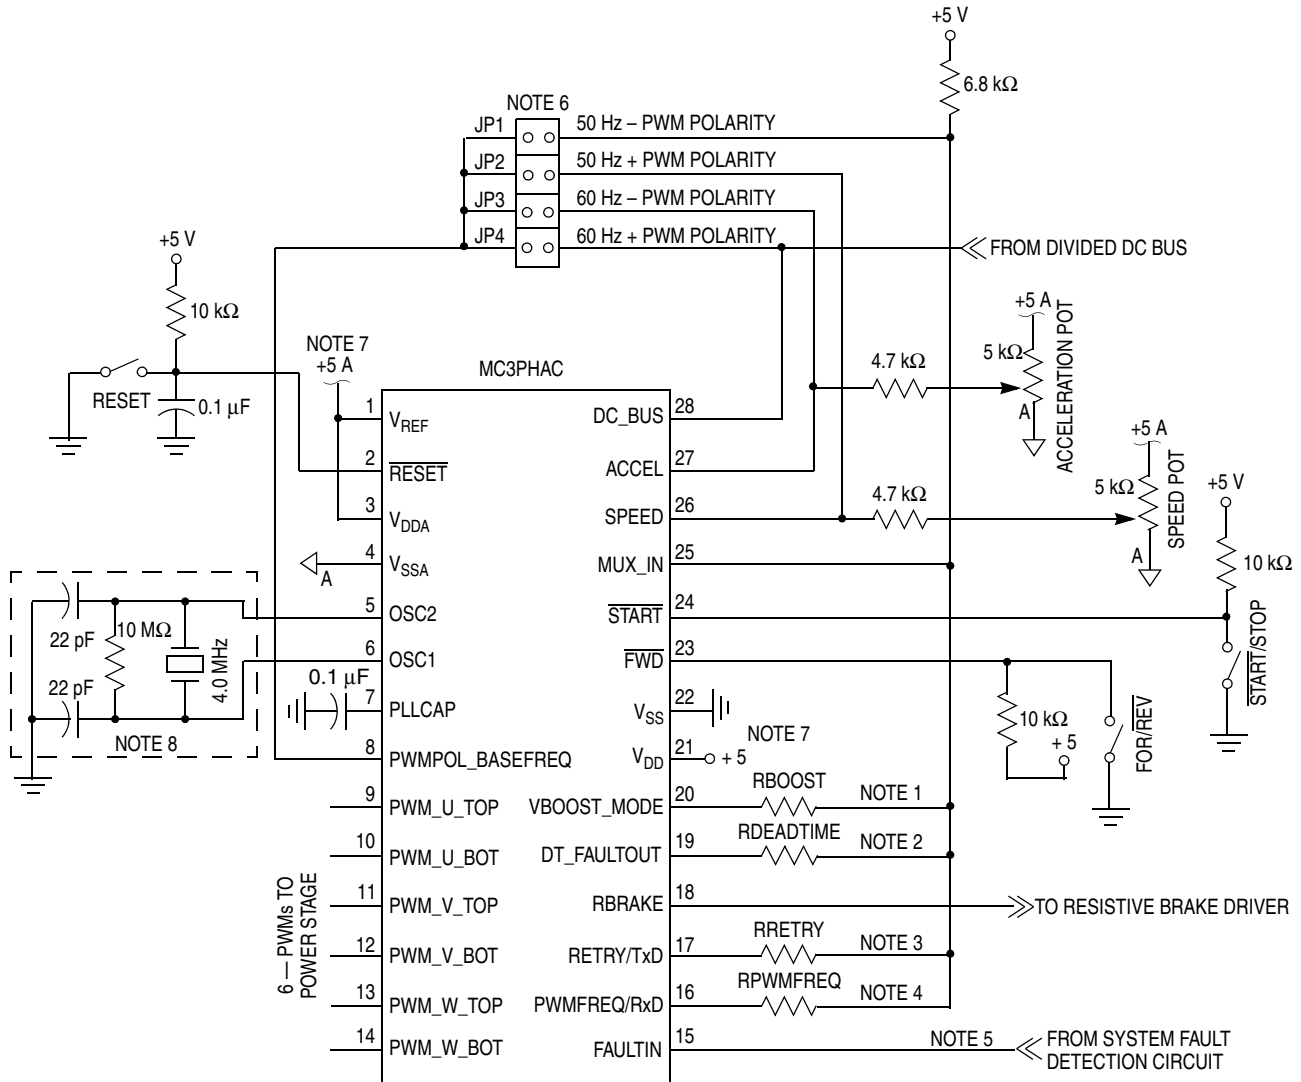 +5 V
6.8 kΩ
NOTE 6
JP1
50 Hz – PWM POLARITY
JP2
50 Hz + PWM POLARITY
JP3
60 Hz – PWM POLARITY
JP4
60 Hz + PWM POLARITY
FROM DIVIDED DC BUS
+5 V
10 kΩ
RESET
0.1 µF
NOTE 7
+5 A
MC3PHAC
4.7 kΩ
+5 A
5 kΩ
A
ACCELERATION POT
4.7 kΩ
+5 A
5 kΩ
A
SPEED POT
+5 V
10 kΩ
START/STOP
1
VREF
2
RESET
3
VDDA
4
VSSA
A
5
OSC2
6
OSC1
7
PLLCAP
8
PWMPOL_BASEFREQ
9
PWM_U_TOP
10
PWM_U_BOT
11
PWM_V_TOP
12
PWM_V_BOT
13
PWM_W_TOP
14
PWM_W_BOT
DC_BUS
28
ACCEL
27
SPEED
26
MUX_IN
25
START
24
FWD
23
VSS
22
VDD
21
+ 5
NOTE 7
VBOOST_MODE
20
RBOOST
NOTE 1
DT_FAULTOUT
19
RDEADTIME
NOTE 2
RBRAKE
18
TO RESISTIVE BRAKE DRIVER
RETRY/TxD
17
RRETRY
NOTE 3
PWMFREQ/RxD
16
RPWMFREQ
NOTE 4
FAULTIN
15
NOTE 5
FROM SYSTEM FAULT
DETECTION CIRCUIT
10 kΩ
+ 5
FOR/REV
22 pF
10 MΩ
4.0 MHz
22 pF
NOTE 8
0.1 µF
6 — PWMs TO
POWER STAGE